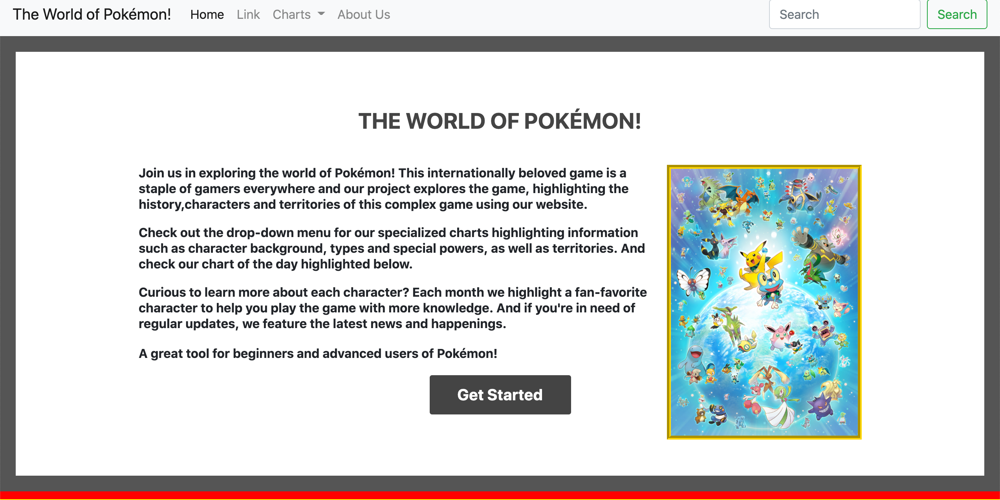 The World of Pokémon! Home Link Charts About Us Search Search
THE WORLD OF POKÉMON!
Join us in exploring the world of Pokémon! This internationally beloved game is a
staple of gamers everywhere and our project explores the game, highlighting the
history,characters and territories of this complex game using our website.
Check out the drop-down menu for our specialized charts highlighting information
such as character background, types and special powers, as well as territories. And
check our chart of the day highlighted below.
Curious to learn more about each character? Each month we highlight a fan-favorite
character to help you play the game with more knowledge. And if you're in need of
regular updates, we feature the latest news and happenings.
A great tool for beginners and advanced users of Pokémon!
Get Started